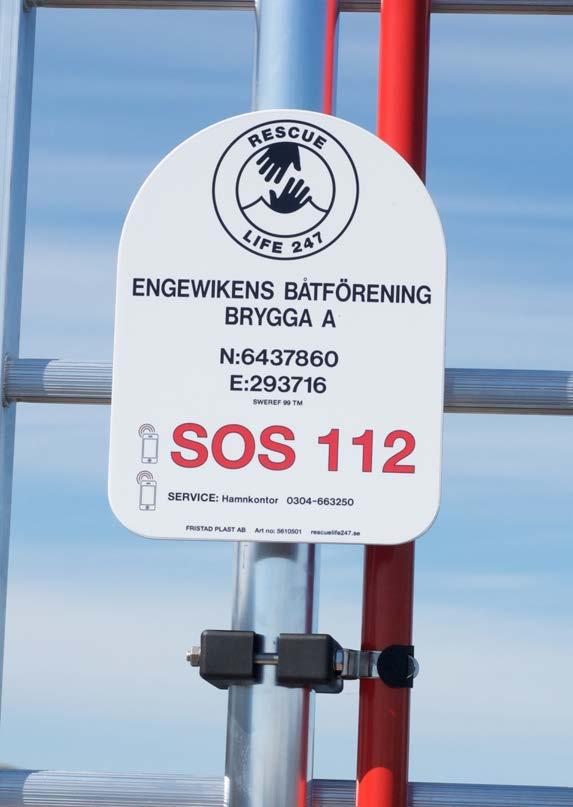 RESCUE
LIFE 247
ENGEWIKENS BÅTFÖRENING
BRYGGA A
N:6437860
E:293716
SWEREF 99 TM
SOS 112
SERVICE: Hamnkontor 0304-663250
FRISTAD PLAST AB Art no: 5610501 rescuelife247.se